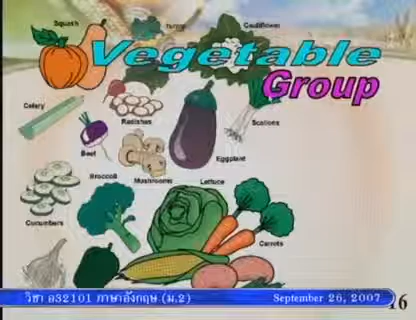 Squash
Turnip
Cauliflower
Vegetable
Group
Celery
Radishes
Scallions
Beet
Eggplant
Broccoli
Mushrooms
Lettuce
Cucumbers
Carrots
วิชา อ32101 ภาษาอังกฤษ (ม.2)
September 26, 2007
16